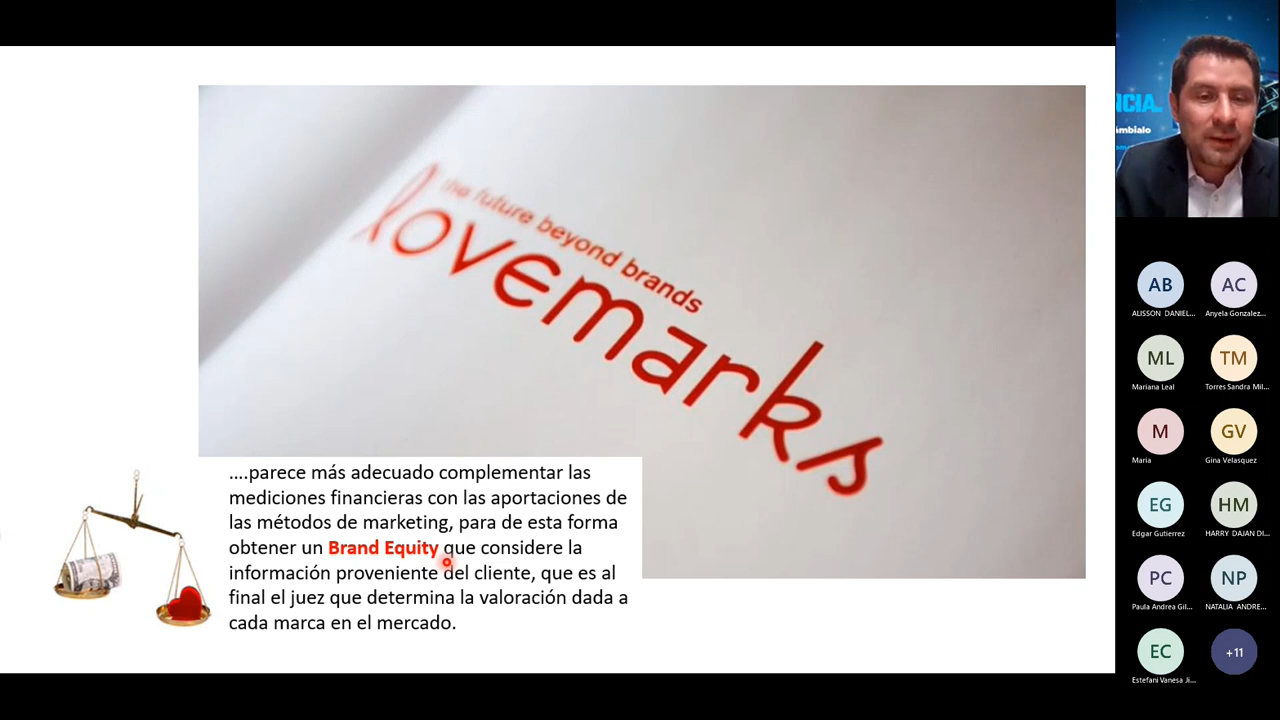 the future beyond brands
lovemarks
....parece más adecuado complementar las
mediciones financieras con las aportaciones de
las métodos de marketing, para de esta forma
obtener un Brand Equity que considere la
información proveniente del cliente, que es al
final el juez que determina la valoración dada a
cada marca en el mercado.
NCIA
ámbialo
AB
AC
ALISSON DANIEL...
Anyela Gonzalez...
ML
TM
Mariana Leal
Torres Sandra Mil...
M
GV
Maria
Gina Velasquez
EG
HM
Edgar Gutierrez
HARRY DAJAN DI...
PC
NP
Paula Andrea Gil...
NATALIA ANDRE...
EC
+11
Estefani Vanesa Ji...